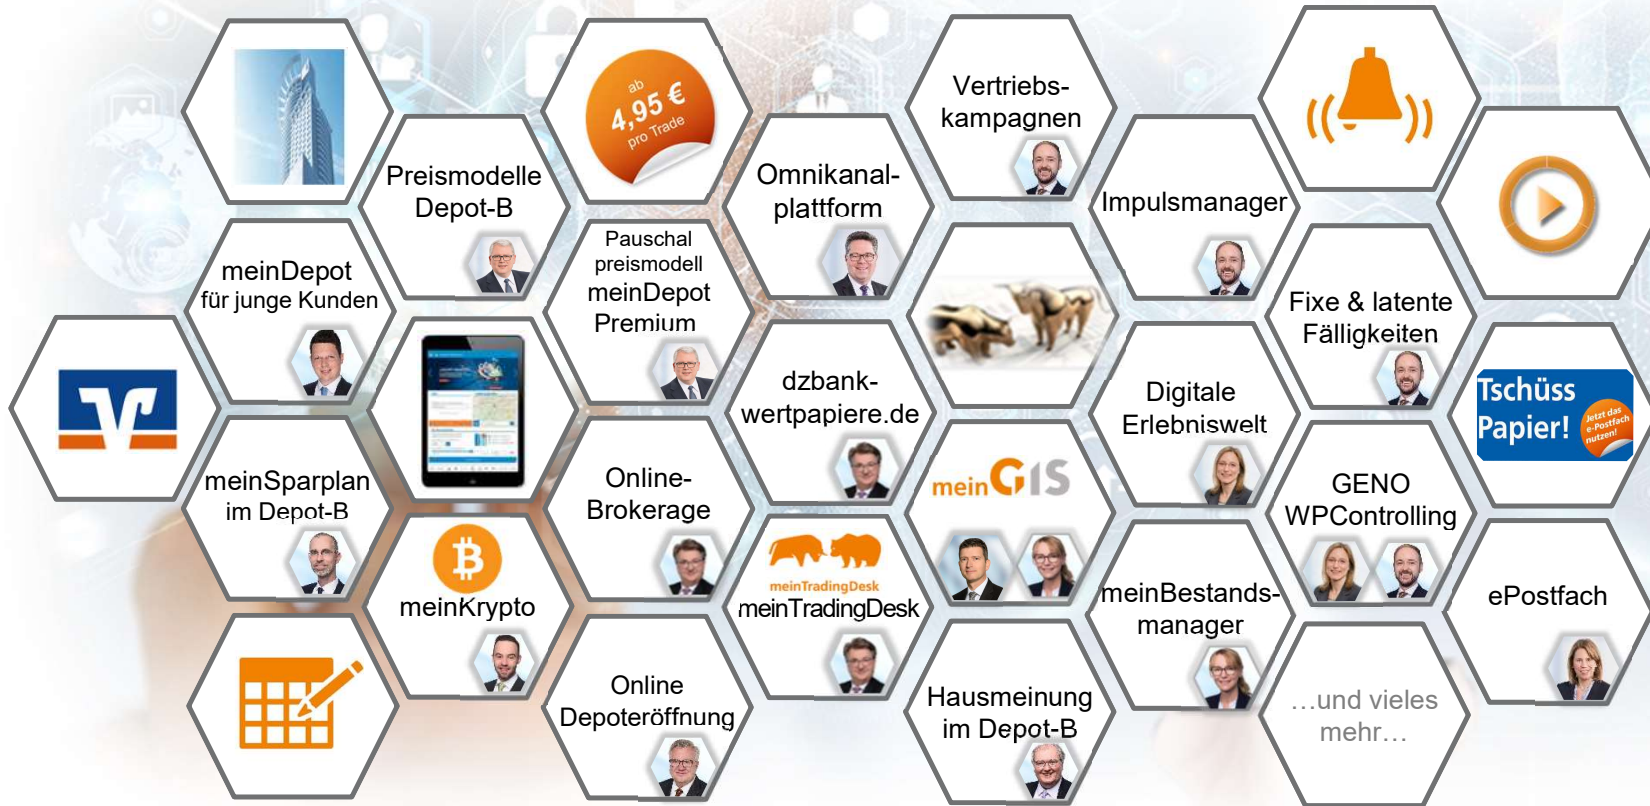 ab
4,95 €
pro Trade
Vertriebs-
kampagnen
Preismodelle
Depot-B
Omnikanal-
plattform
Impulsmanager
meinDepot
für junge Kunden
Pauschal
preismodell
meinDepot
Premium
Fixe & latente
Fälligkeiten
dzbank-
wertpapiere.de
Digitale
Erlebniswelt
Tschüss
Papier!
Jetzt das
e-Postfach
nutzen!
meinSparplan
im Depot-B
Online-
Brokerage
meinGIS
GENO
WPControlling
meinKrypto
meinTradingDesk
meinTradingDesk
meinBestands-
manager
ePostfach
Online
Depoteröffnung
Hausmeinung
im Depot-B
...und vieles
mehr...